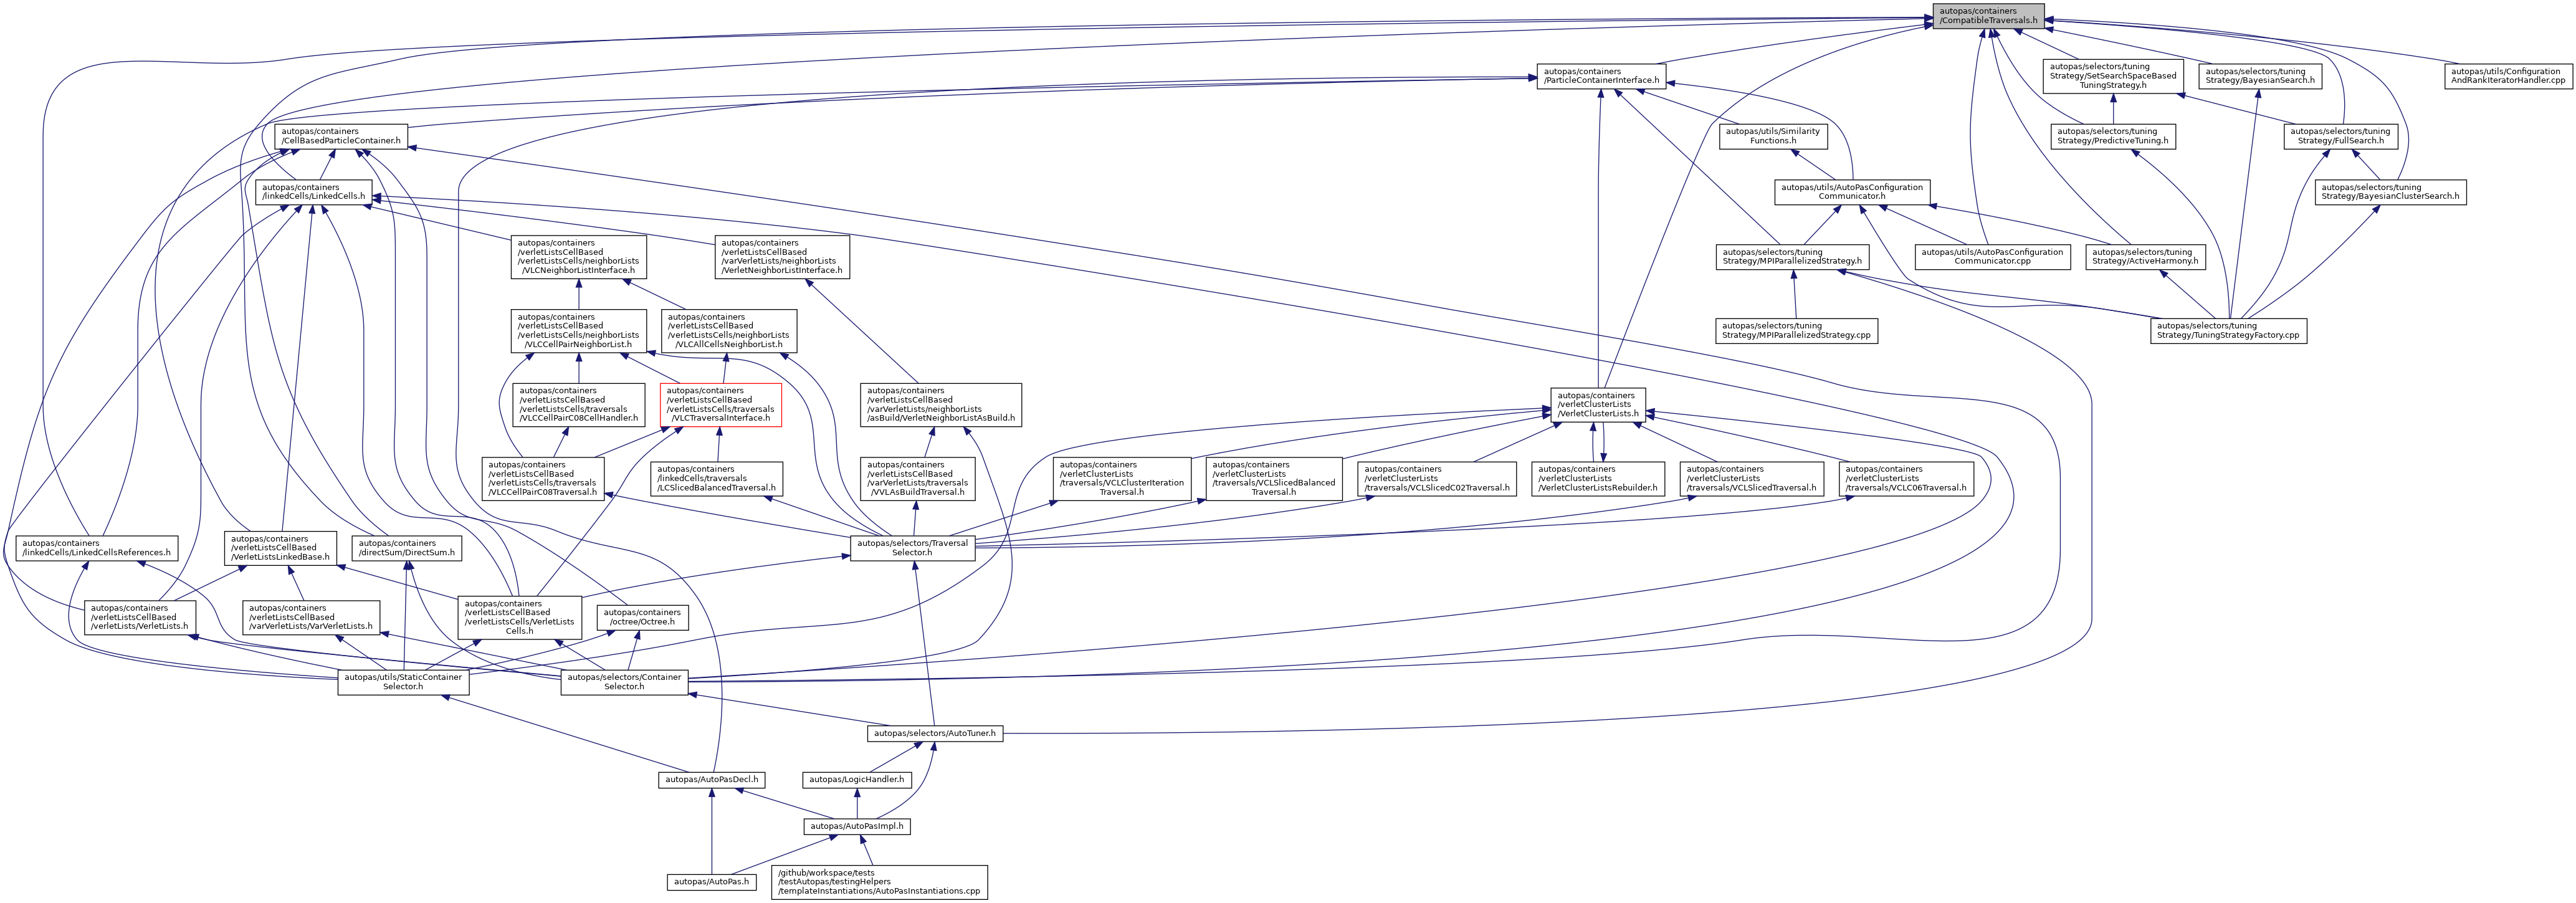 autopas/containers
/CompatibleTraversals.h
autopas/containers
/ParticleContainerInterface.h
autopas/selectors/tuning
Strategy/SetSearchSpaceBased
TuningStrategy.h
autopas/selectors/tuning
Strategy/BayesianSearch.h
autopas/utils/Configuration
AndRankIteratorHandler.cpp
autopas/containers
/CellBasedParticleContainer.h
autopas/utils/Similarity
Functions.h
autopas/selectors/tuning
Strategy/PredictiveTuning.h
autopas/selectors/tuning
Strategy/FullSearch.h
autopas/containers
/linkedCells/LinkedCells.h
autopas/utils/AutoPasConfiguration
Communicator.h
autopas/selectors/tuning
Strategy/BayesianClusterSearch.h
autopas/containers
/verletListsCellBased
/verletListsCells/neighborLists
/VLCNeighborListInterface.h
autopas/containers
/verletListsCellBased
/varVerletLists/neighborLists
/VerletNeighborListInterface.h
autopas/selectors/tuning
Strategy/MPIParallelizedStrategy.h
autopas/utils/AutoPasConfiguration
Communicator.cpp
autopas/selectors/tuning
Strategy/ActiveHarmony.h
autopas/containers
/verletListsCellBased
/verletListsCells/neighborLists
/VLCCellPairNeighborList.h
autopas/containers
/verletListsCellBased
/verletListsCells/neighborLists
/VLCAllCellsNeighborList.h
autopas/selectors/tuning
Strategy/MPIParallelizedStrategy.cpp
autopas/selectors/tuning
Strategy/TuningStrategyFactory.cpp
autopas/containers
/verletListsCellBased
/verletListsCells/traversals
/VLCCellPairC08CellHandler.h
autopas/containers
/verletListsCellBased
/verletListsCells/traversals
/VLCTraversalInterface.h
autopas/containers
/verletListsCellBased
/varVerletLists/neighborLists
/asBuild/VerletNeighborListAsBuild.h
autopas/containers
/verletClusterLists
/VerletClusterLists.h
autopas/containers
/verletListsCellBased
/verletListsCells/traversals
/VLCCellPairC08Traversal.h
autopas/containers
/linkedCells/traversals
/LCSlicedBalancedTraversal.h
autopas/containers
/verletListsCellBased
/varVerletLists/traversals
/VVLAsBuildTraversal.h
autopas/containers
/verletClusterLists
/traversals/VCLClusterIteration
Traversal.h
autopas/containers
/verletClusterLists
/traversals/VCLSlicedBalanced
Traversal.h
autopas/containers
/verletClusterLists
/traversals/VCLSlicedC02Traversal.h
autopas/containers
/verletClusterLists
/VerletClusterListsRebuilder.h
autopas/containers
/verletClusterLists
/traversals/VCLSlicedTraversal.h
autopas/containers
/verletClusterLists
/traversals/VCLC06Traversal.h
autopas/containers
/linkedCells/LinkedCellsReferences.h
autopas/containers
/verletListsCellBased
/VerletListsLinkedBase.h
autopas/containers
/directSum/DirectSum.h
autopas/selectors/Traversal
Selector.h
autopas/containers
/verletListsCellBased
/verletLists/VerletLists.h
autopas/containers
/verletListsCellBased
/varVerletLists/VarVerletLists.h
autopas/containers
/verletListsCellBased
/verletListsCells/VerletLists
Cells.h
autopas/containers
/octree/Octree.h
autopas/utils/StaticContainer
Selector.h
autopas/selectors/Container
Selector.h
autopas/selectors/AutoTuner.h
autopas/AutoPasDecl.h
autopas/LogicHandler.h
autopas/AutoPasImpl.h
autopas/AutoPas.h
/github/workspace/tests
/testAutopas/testingHelpers
/templateInstantiations/AutoPasInstantiations.cpp